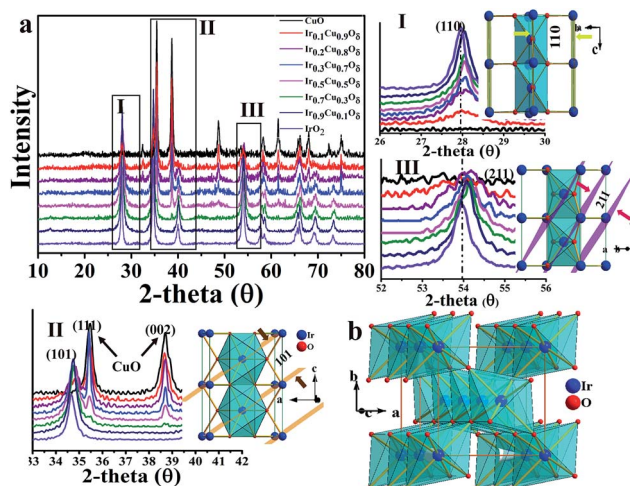 a
II
I
III
CuO
Ir0.1Cu0.9Oδ
Ir0.2Cu0.8Oδ
Ir0.3Cu0.7Oδ
Ir0.5Cu0.5Oδ
Ir0.7Cu0.3Oδ
Ir0.9Cu0.1Oδ
IrO2
Intensity
10 20 30 40 50 60 70 80
2-theta (θ)
I
(110)
110
b a
c
26 27 28 29 30
2-theta (θ)
III
(211)
211
a b
52 53 54 55 56
2-theta (θ)
II
(111)
(002)
(101)
CuO
33 34 35 36 37 38 39 40 41 42
2-theta (θ)
Ir
O
101
c
a
b
b
c a
Ir
O